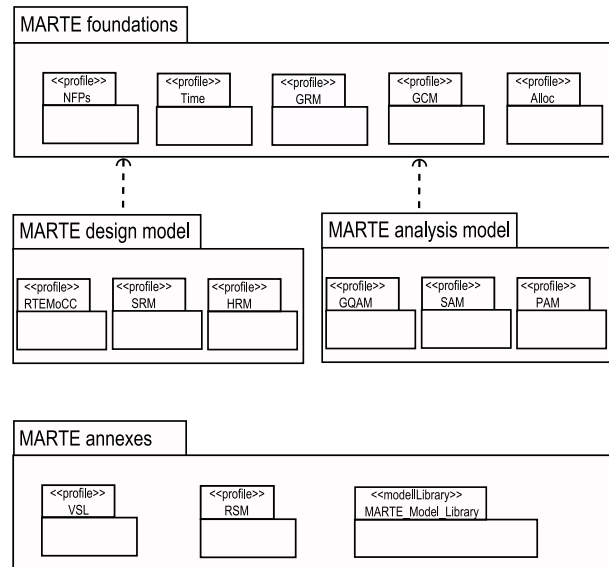 MARTE foundations
<<profile>>
NFPs
<<profile>>
Time
<<profile>>
GRM
<<profile>>
GCM
<<profile>>
Alloc
MARTE design model
<<profile>>
RTEMoCC
<<profile>>
SRM
<<profile>>
HRM
MARTE analysis model
<<profile>>
GQAM
<<profile>>
SAM
<<profile>>
PAM
MARTE annexes
<<profile>>
VSL
<<profile>>
RSM
<<modelLibrary>>
MARTE_Model_Library